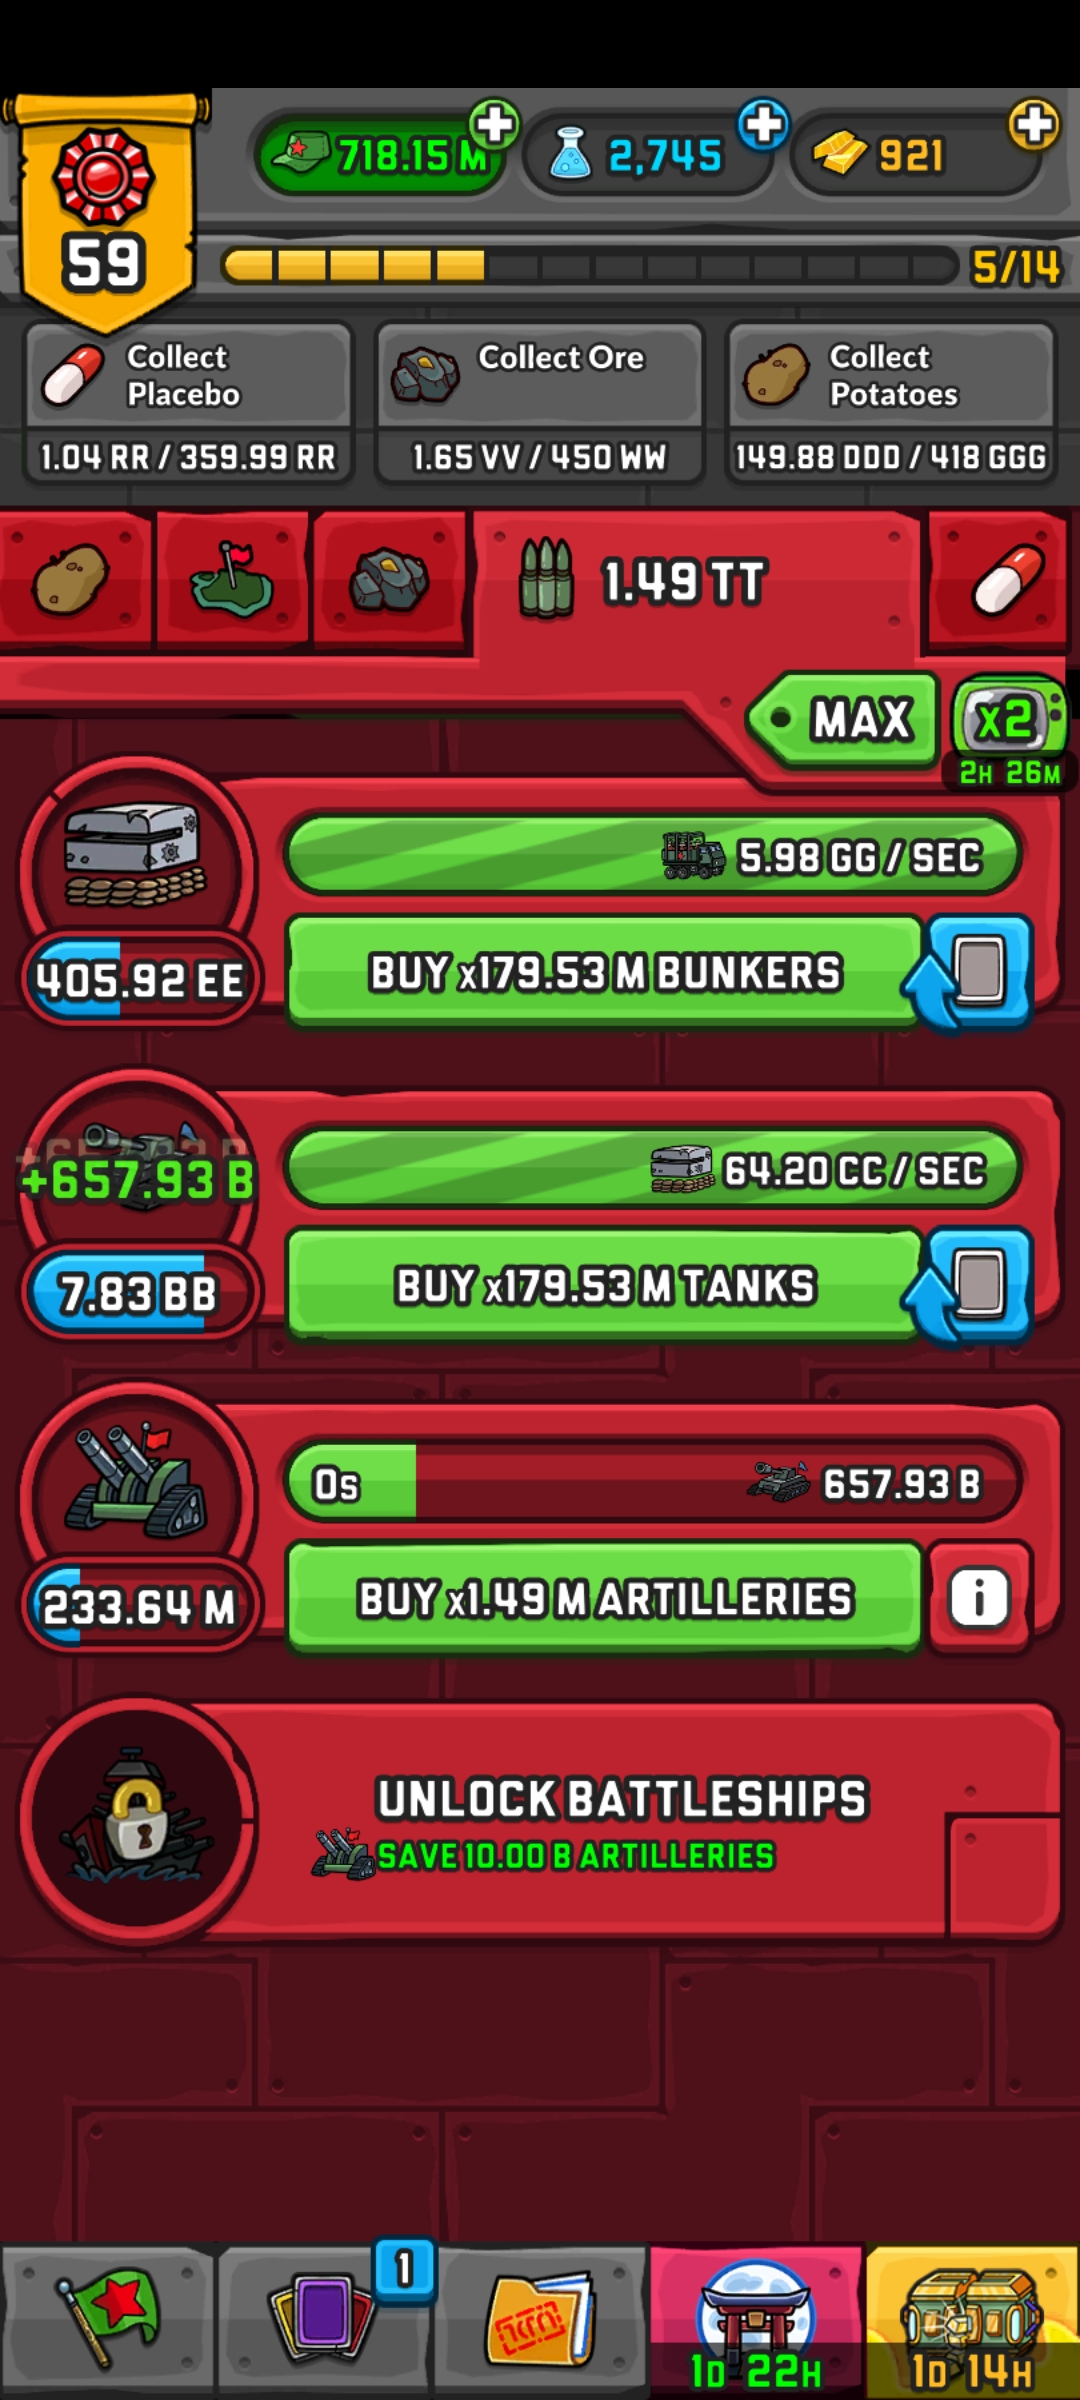 718.15 M
2,745
921
59
5/14
Collect
Placebo
1.04 RR / 359.99 RR
Collect Ore
1.65 VV / 450 WW
Collect
Potatoes
149.88 DDD / 418 GGG
1.49 TT
MAX
x2
2H 26M
5.98 GG / SEC
405.92 EE
BUY x179.53 M BUNKERS
+657.93 B
64.20 CC / SEC
7.83 BB
BUY x179.53 M TANKS
0s
657.93 B
233.64 M
BUY x1.49 M ARTILLERIES
i
UNLOCK BATTLESHIPS
SAVE 10.00 B ARTILLERIES
1
1D 22H
1D 14H